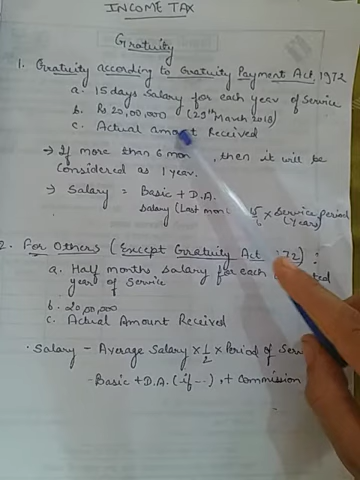 INCOME TAX
Gratuity
1. Gratuity according to Gratuity Payment Act, 1972
a. 15 days Salary for each year of Service
b. Rs 20,00,000 (29th March 2018)
c. Actual amount Received
→ If more than 6 mon , then it will be
considered as 1 year.
→ Salary = Basic + D.A.
Salary (Last mon × Service Period
(Years)
2. For Others (Except Gratuity Act 1972) :
a. Half months salary for each
year of Service
b. 20,00,000
c. Actual Amount Received
. Salary - Average Salary × 1/2 × Period of Serv
- Basic + D.A. (-if-..), + Commission